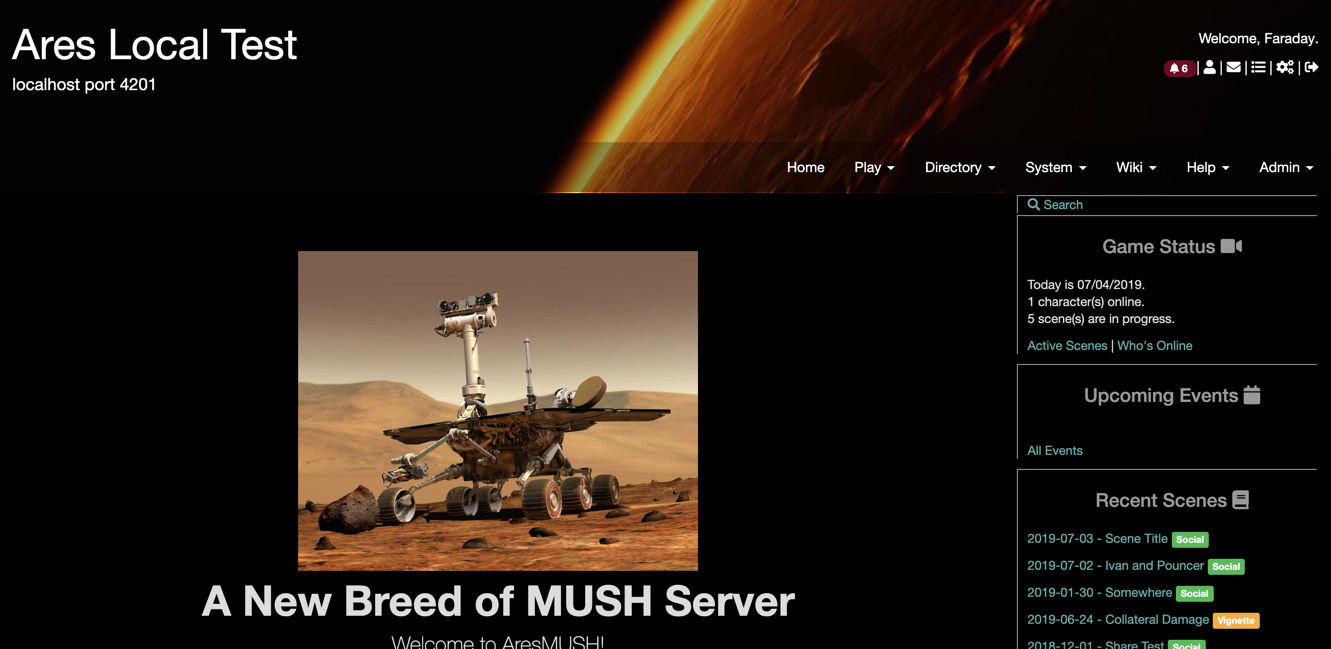 Ares Local Test
localhost port 4201
Welcome, Faraday.
6 | | | | |
Home Play Directory System Wiki Help Admin
Search
Game Status
Today is 07/04/2019.
1 character(s) online.
5 scene(s) are in progress.
Active Scenes | Who's Online
Upcoming Events
All Events
Recent Scenes
2019-07-03 - Scene Title Social
2019-07-02 - Ivan and Pouncer Social
2019-01-30 - Somewhere Social
2019-06-24 - Collateral Damage Vignette
2018-12-01 - Share Test Social
A New Breed of MUSH Server
Welcome to AresMUSH!